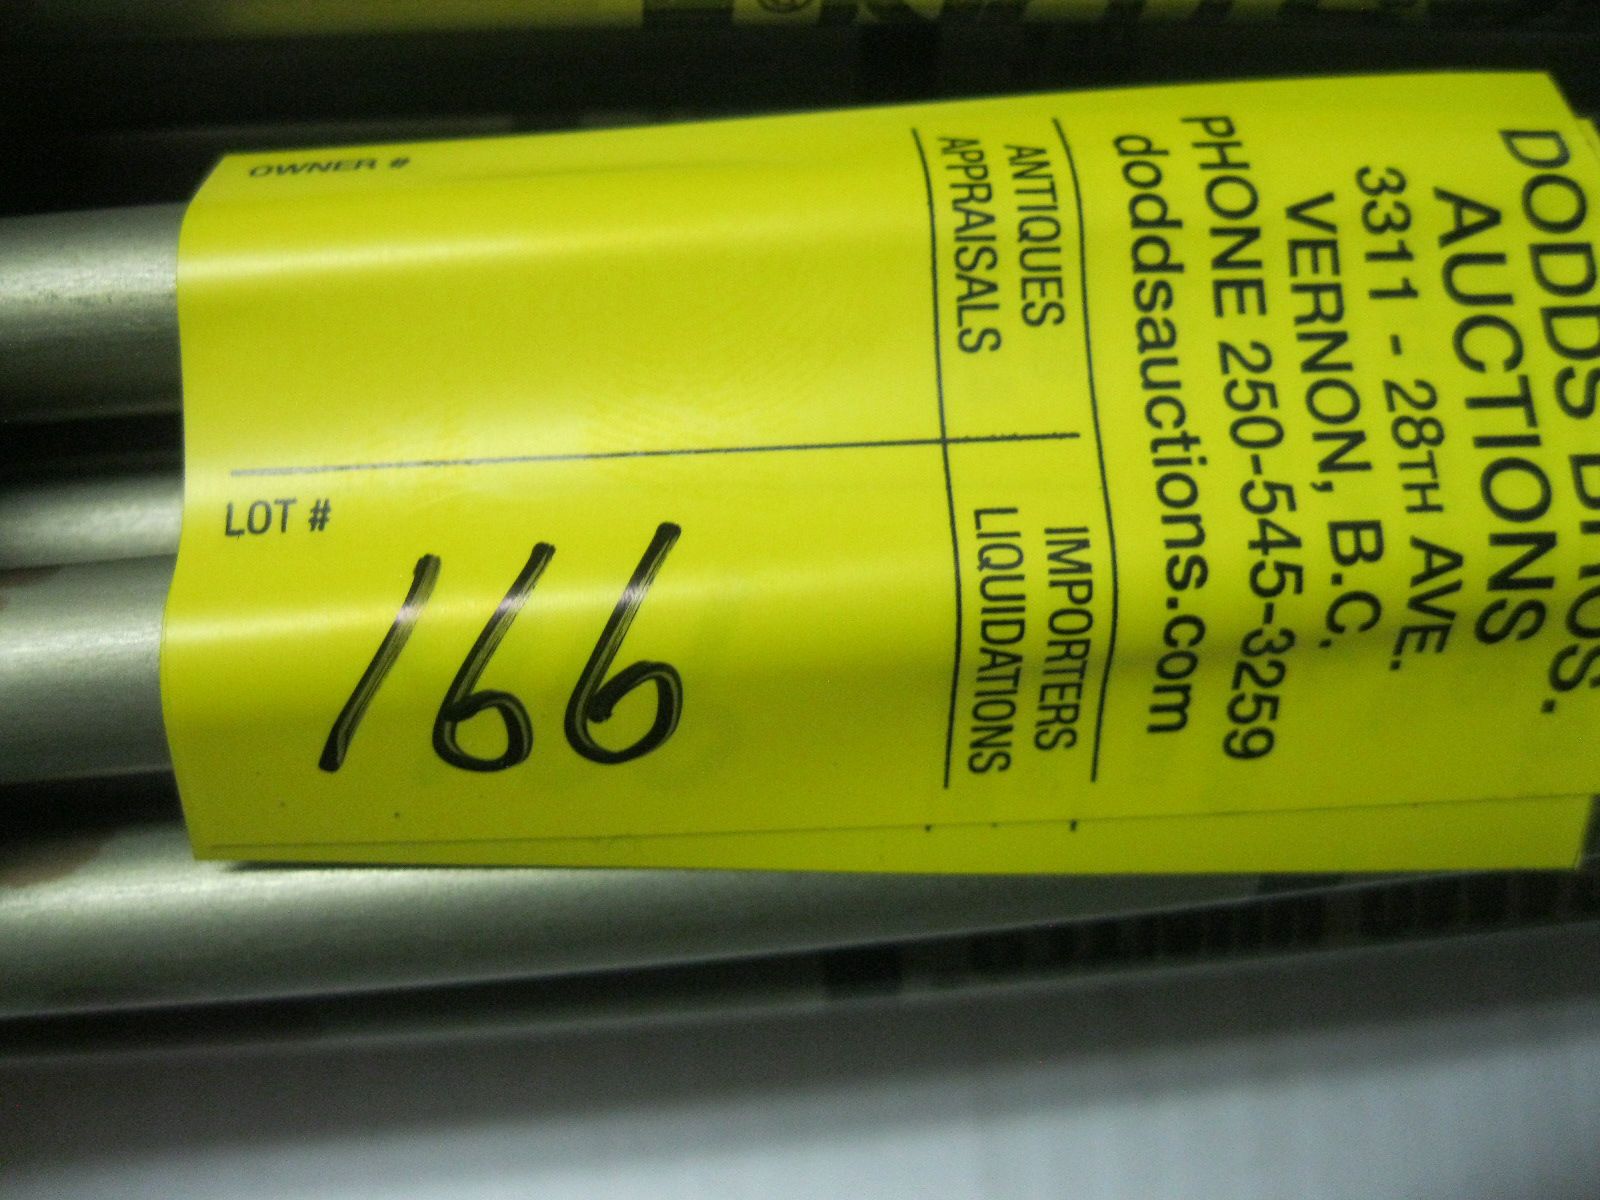 DODDS BROS.
AUCTIONS
3311 - 28TH AVE.
VERNON, B.C.
PHONE 250-545-3259
doddsauctions.com
ANTIQUES
APPRAISALS
IMPORTERS
LIQUIDATIONS
OWNER #
LOT #
166